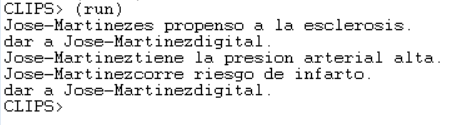 CLIPS> (run)
Jose-Martinezes propenso a la esclerosis.
dar a Jose-Martinezdigital.
Jose-Martineztiene la presion arterial alta.
Jose-Martinezcorre riesgo de infarto.
dar a Jose-Martinezdigital.
CLIPS>